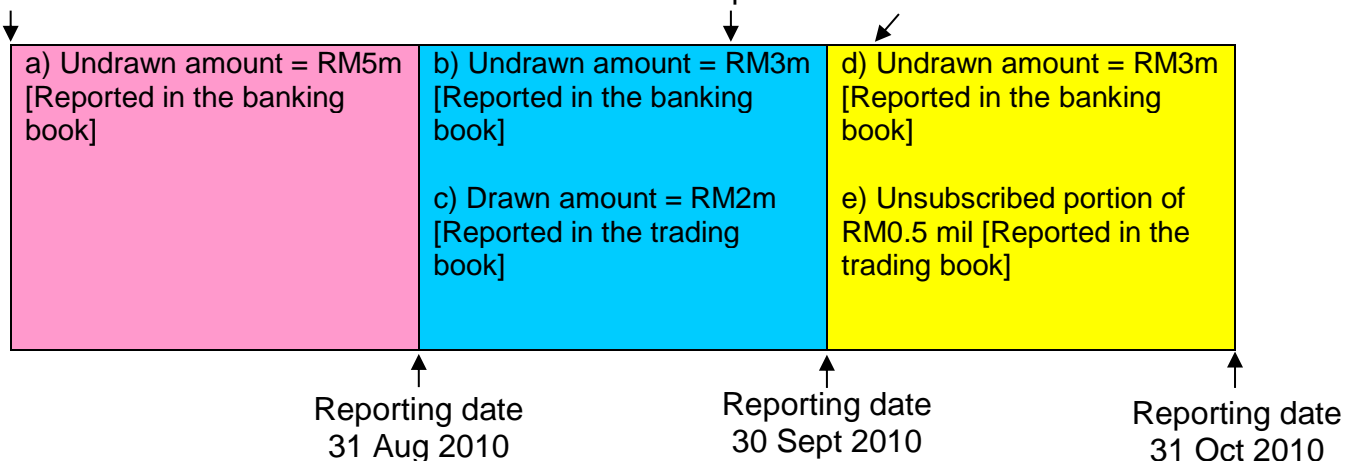 a) Undrawn amount = RM5m
[Reported in the banking
book]
b) Undrawn amount = RM3m
[Reported in the banking
book]
c) Drawn amount = RM2m
[Reported in the trading
book]
d) Undrawn amount = RM3m
[Reported in the banking
book]
e) Unsubscribed portion of
RM0.5 mil [Reported in the
trading book]
Reporting date
31 Aug 2010
Reporting date
30 Sept 2010
Reporting date
31 Oct 2010